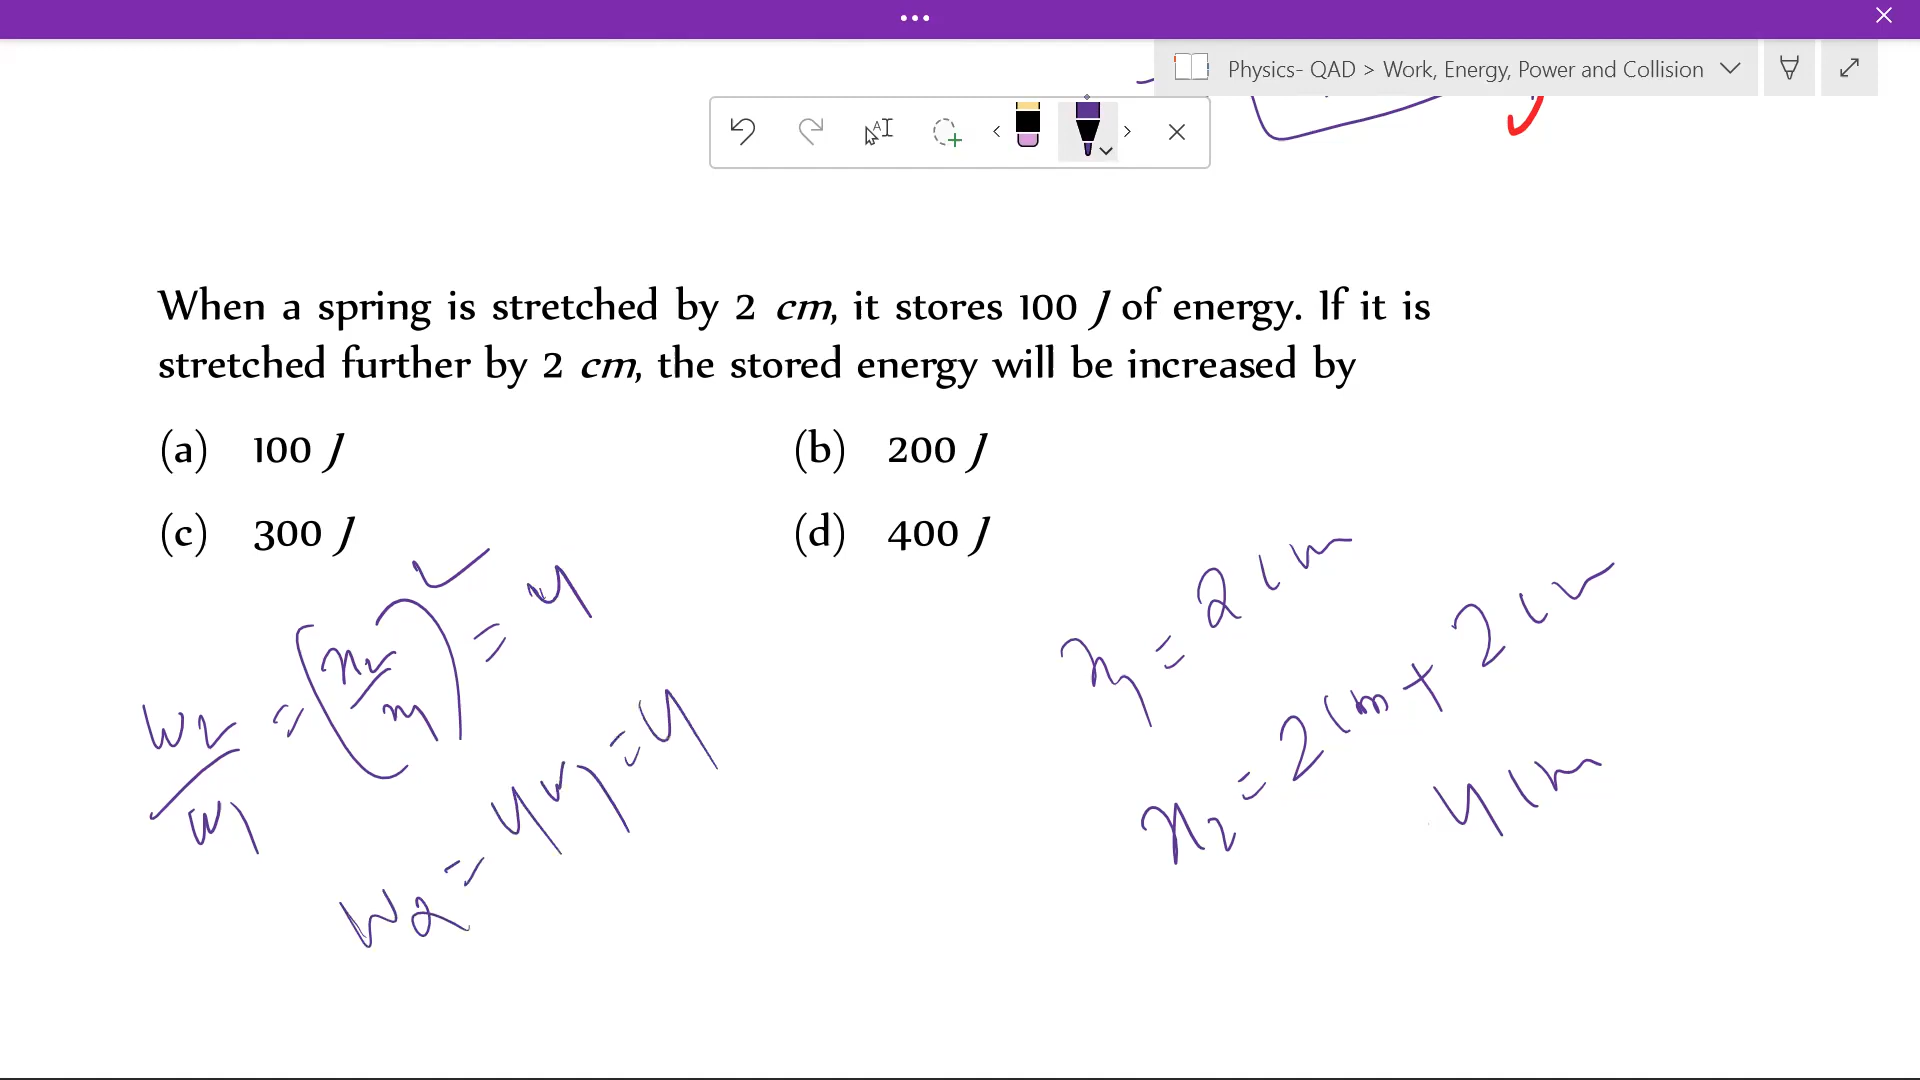 Physics- QAD > Work, Energy, Power and Collision
When a spring is stretched by 2 cm, it stores 100 J of energy. If it is
stretched further by 2 cm, the stored energy will be increased by
(a) 100 J (b) 200 J
(c) 300 J (d) 400 J
x1 = 2 cm
x2 = 2 cm + 2 cm
4 cm
W2/W1 = (x2/x1)² = 4
W2 = 4W1 = 4